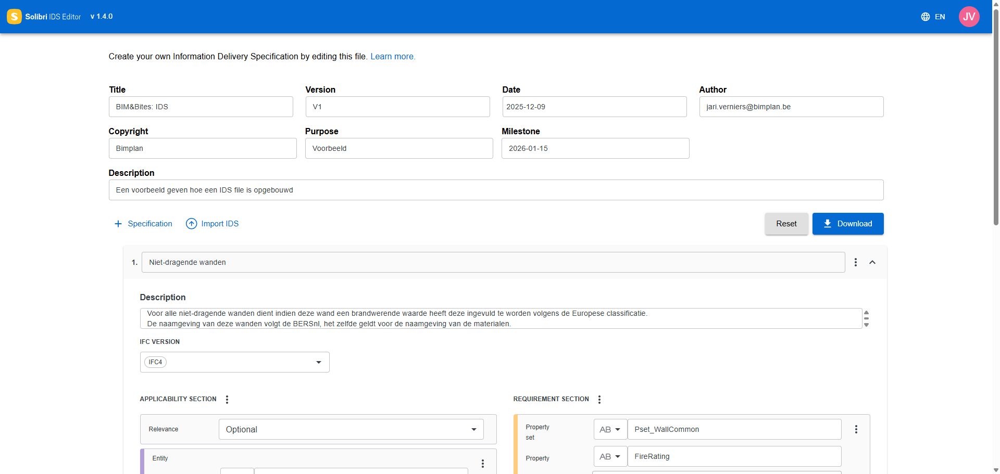 S Solibri IDS Editor v 1.4.0 EN JV
Create your own Information Delivery Specification by editing this file. Learn more.
Title Version Date Author
BIM&Bites: IDS V1 2025-12-09 jari.verniers@bimplan.be
Copyright Purpose Milestone
Bimplan Voorbeeld 2026-01-15
Description
Een voorbeeld geven hoe een IDS file is opgebouwd
Specification Import IDS Reset Download
1. Niet-dragende wanden
Description
Voor alle niet-dragende wanden dient indien deze wand een brandwerende waarde heeft deze ingevuld te worden volgens de Europese classificatie.
De naamgeving van deze wanden volgt de BERSnl, het zelfde geldt voor de naamgeving van de materialen.
IFC VERSION
IFC4
APPLICABILITY SECTION REQUIREMENT SECTION
Relevance Optional
Property set AB Pset_WallCommon
Entity
Property AB FireRating